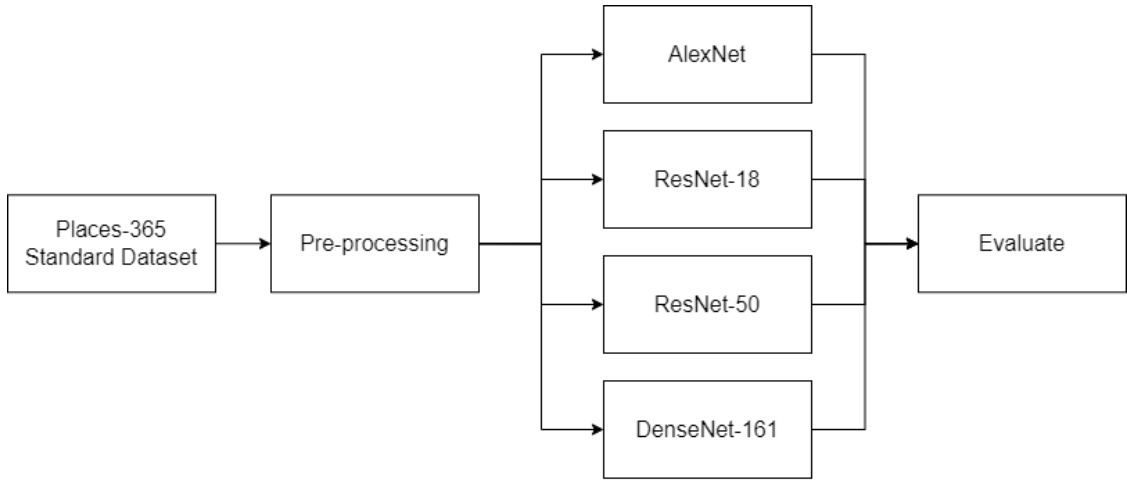 Places-365
Standard Dataset
Pre-processing
AlexNet
ResNet-18
ResNet-50
DenseNet-161
Evaluate